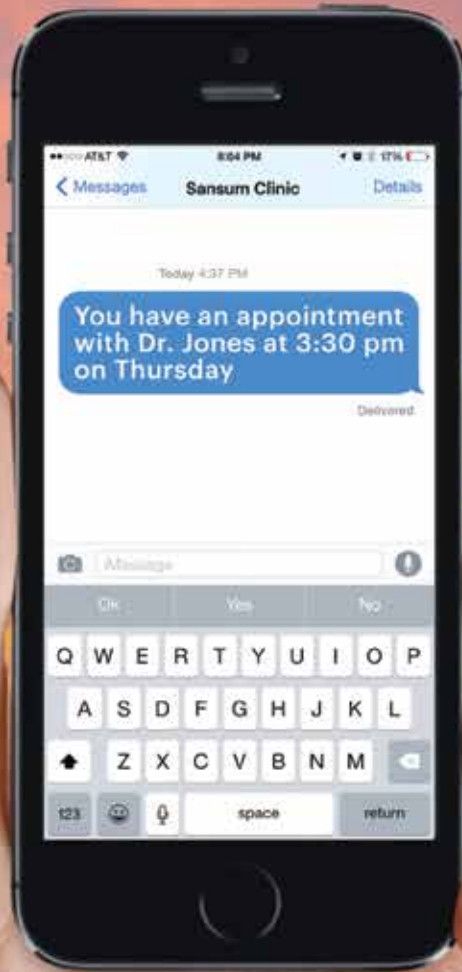 AT&T 8:04 PM 17%
Messages Sansum Clinic Details
Today 4:37 PM
You have an appointment
with Dr. Jones at 3:30 pm
on Thursday
Delivered
Message
OK Yes No
Q W E R T Y U I O P
A S D F G H J K L
Z X C V B N M
123 space return